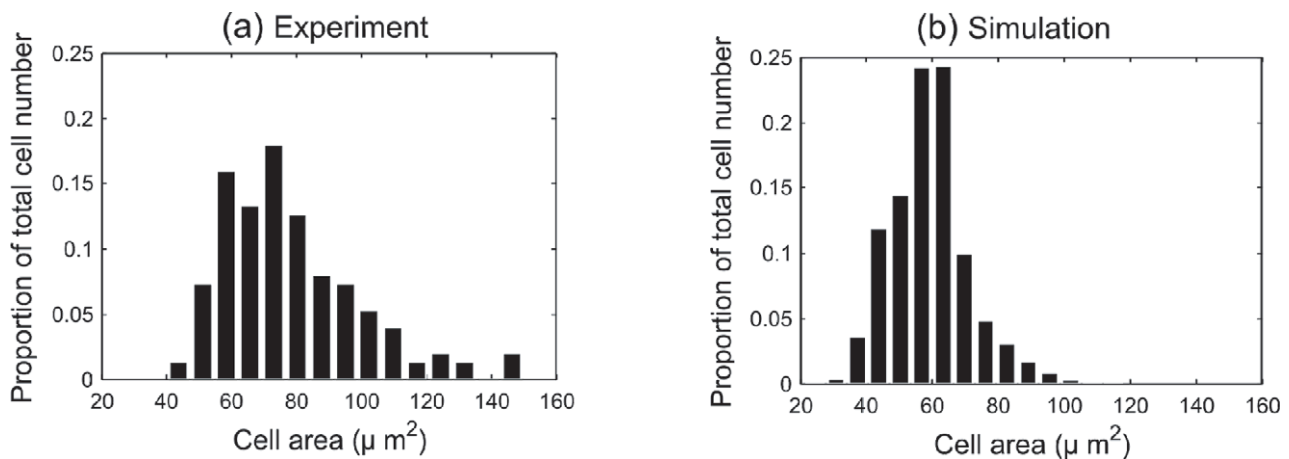 (a) Experiment
Proportion of total cell number
0.25
0.2
0.15
0.1
0.05
0
20 40 60 80 100 120 140 160
Cell area (μ m²)
(b) Simulation
Proportion of total cell number
0.25
0.2
0.15
0.1
0.05
0
20 40 60 80 100 120 140 160
Cell area (μ m²)